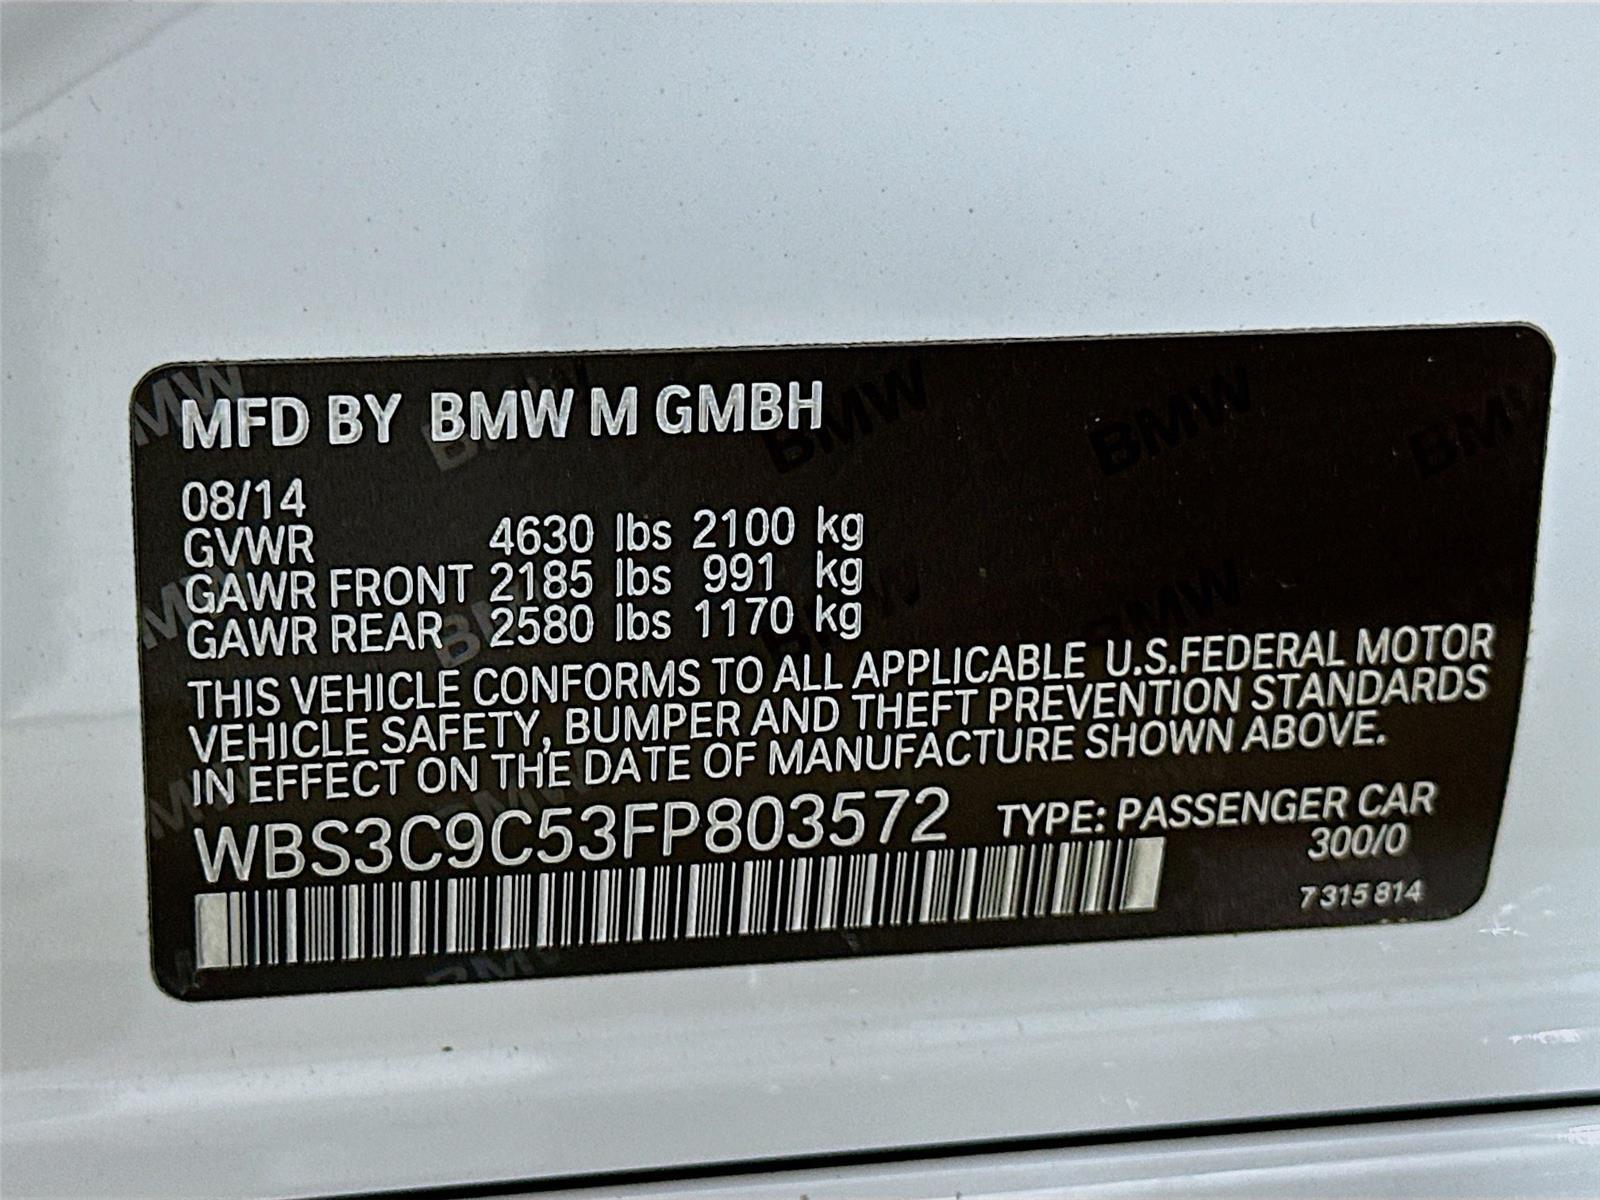 MFD BY BMW M GMBH
08/14
GVWR 4630 lbs 2100 kg
GAWR FRONT 2185 lbs 991 kg
GAWR REAR 2580 lbs 1170 kg
THIS VEHICLE CONFORMS TO ALL APPLICABLE U.S.FEDERAL MOTOR
VEHICLE SAFETY, BUMPER AND THEFT PREVENTION STANDARDS
IN EFFECT ON THE DATE OF MANUFACTURE SHOWN ABOVE.
WBS3C9C53FP803572 TYPE: PASSENGER CAR
300/0
7 315 814